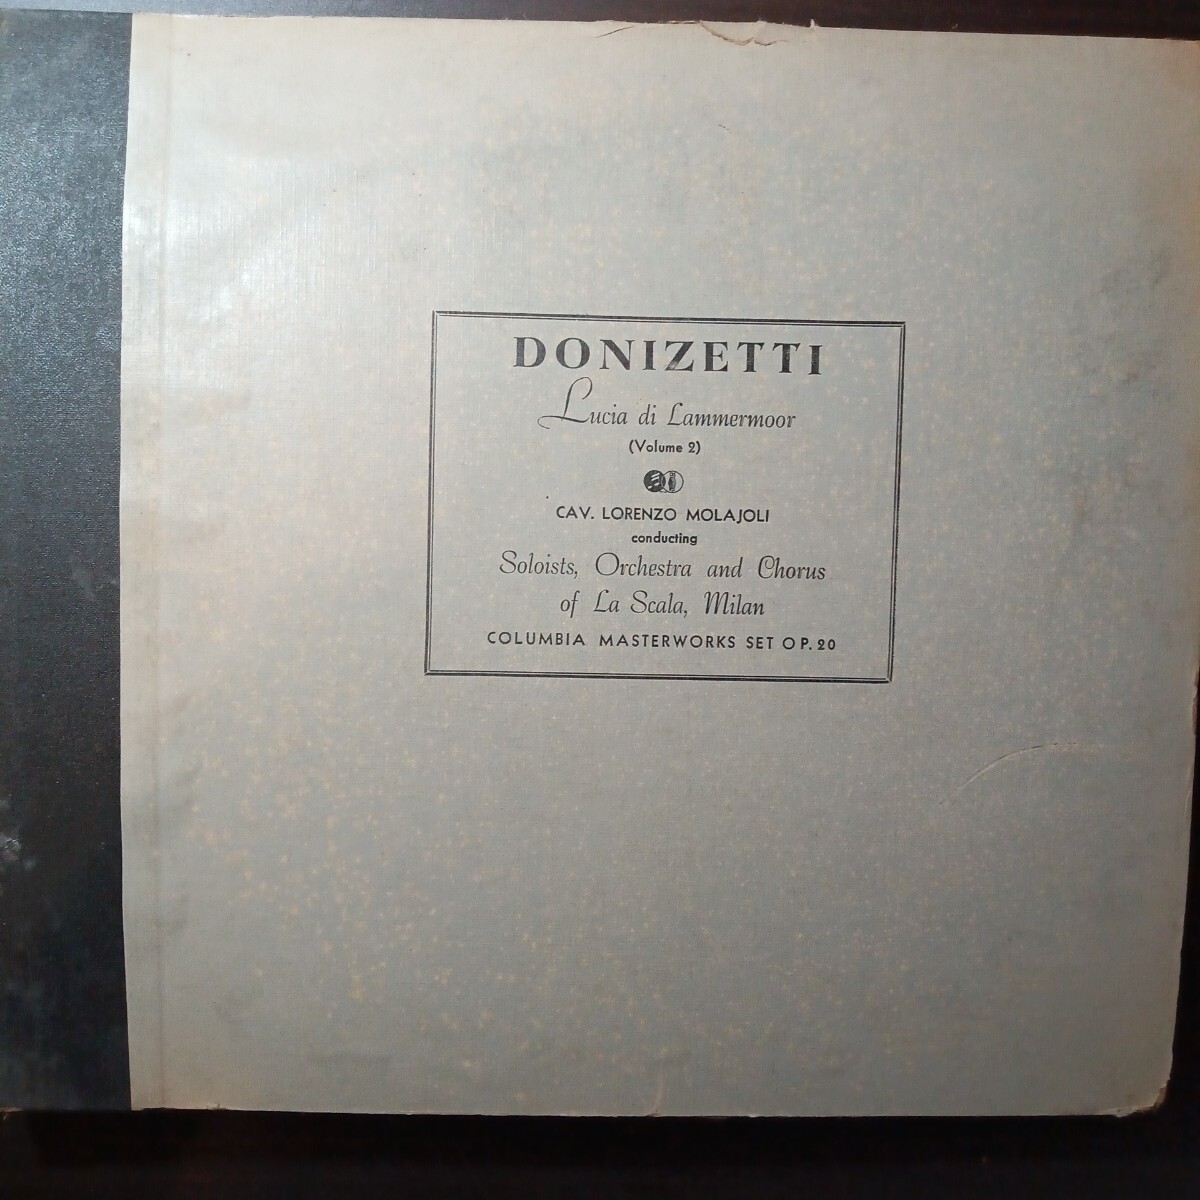 DONIZETTI
Lucia di Lammermoor
(Volume 2)
CAV. LORENZO MOLAJOLI
conducting
Soloists, Orchestra and Chorus
of La Scala, Milan
COLUMBIA MASTERWORKS SET OP. 20